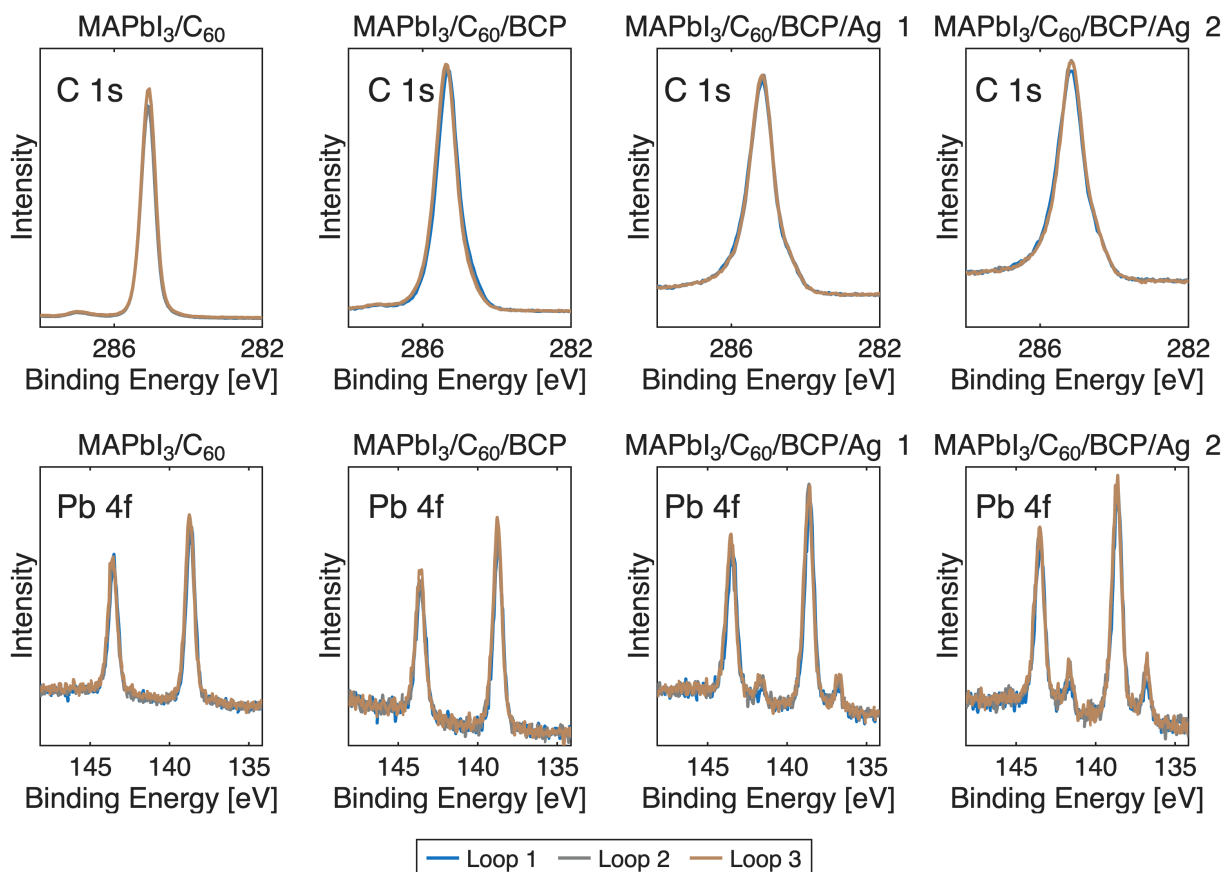 MAPbI₃/C₆₀ MAPbI₃/C₆₀/BCP MAPbI₃/C₆₀/BCP/Ag 1 MAPbI₃/C₆₀/BCP/Ag 2
C 1s C 1s C 1s C 1s
Intensity Intensity Intensity Intensity
286 282 286 282 286 282 286 282
Binding Energy [eV] Binding Energy [eV] Binding Energy [eV] Binding Energy [eV]
MAPbI₃/C₆₀ MAPbI₃/C₆₀/BCP MAPbI₃/C₆₀/BCP/Ag 1 MAPbI₃/C₆₀/BCP/Ag 2
Pb 4f Pb 4f Pb 4f Pb 4f
Intensity Intensity Intensity Intensity
145 140 135 145 140 135 145 140 135 145 140 135
Binding Energy [eV] Binding Energy [eV] Binding Energy [eV] Binding Energy [eV]
Loop 1 Loop 2 Loop 3